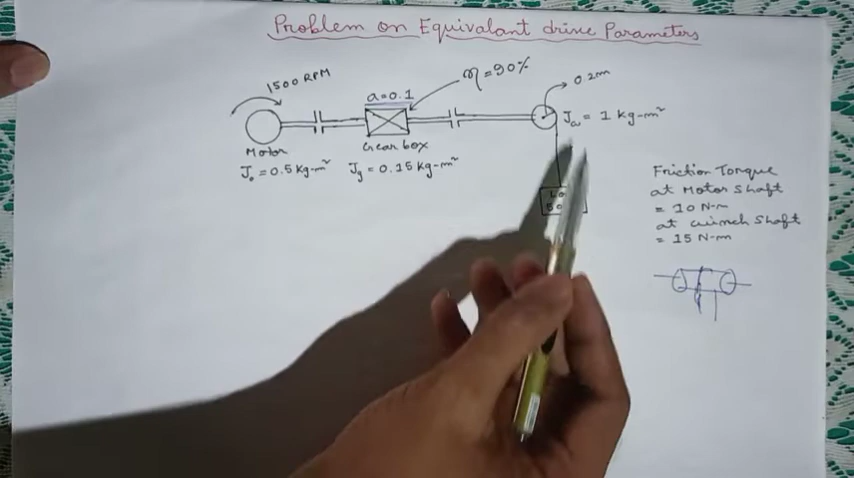 Problem on Equivalant drive Parameters
1500 RPM
a=0.1
η=90%
0.2m
Jω = 1 kg-m²
Motor
Gear box
J₀ = 0.5 kg-m²
Jg = 0.15 kg-m²
Friction Torque
at Motor shaft
= 10 N-m
at winch shaft
= 15 N-m